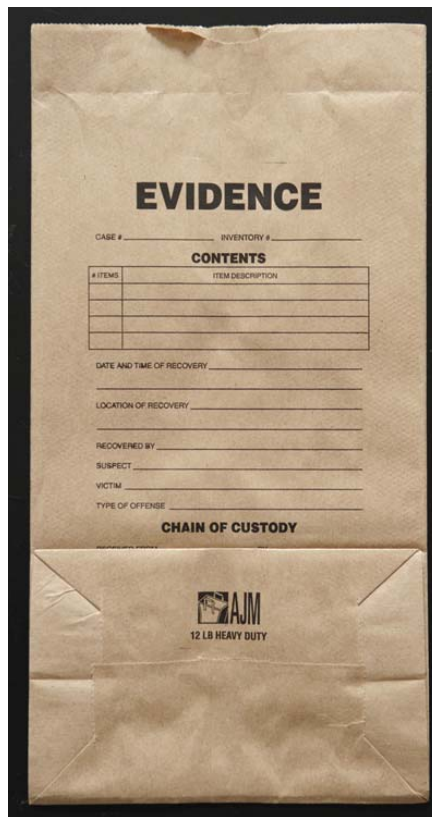 EVIDENCE
CASE # INVENTORY #
CONTENTS
# ITEMS ITEM DESCRIPTION
DATE AND TIME OF RECOVERY
LOCATION OF RECOVERY
RECOVERED BY
SUSPECT
VICTIM
TYPE OF OFFENSE
CHAIN OF CUSTODY
AJM
12 LB HEAVY DUTY